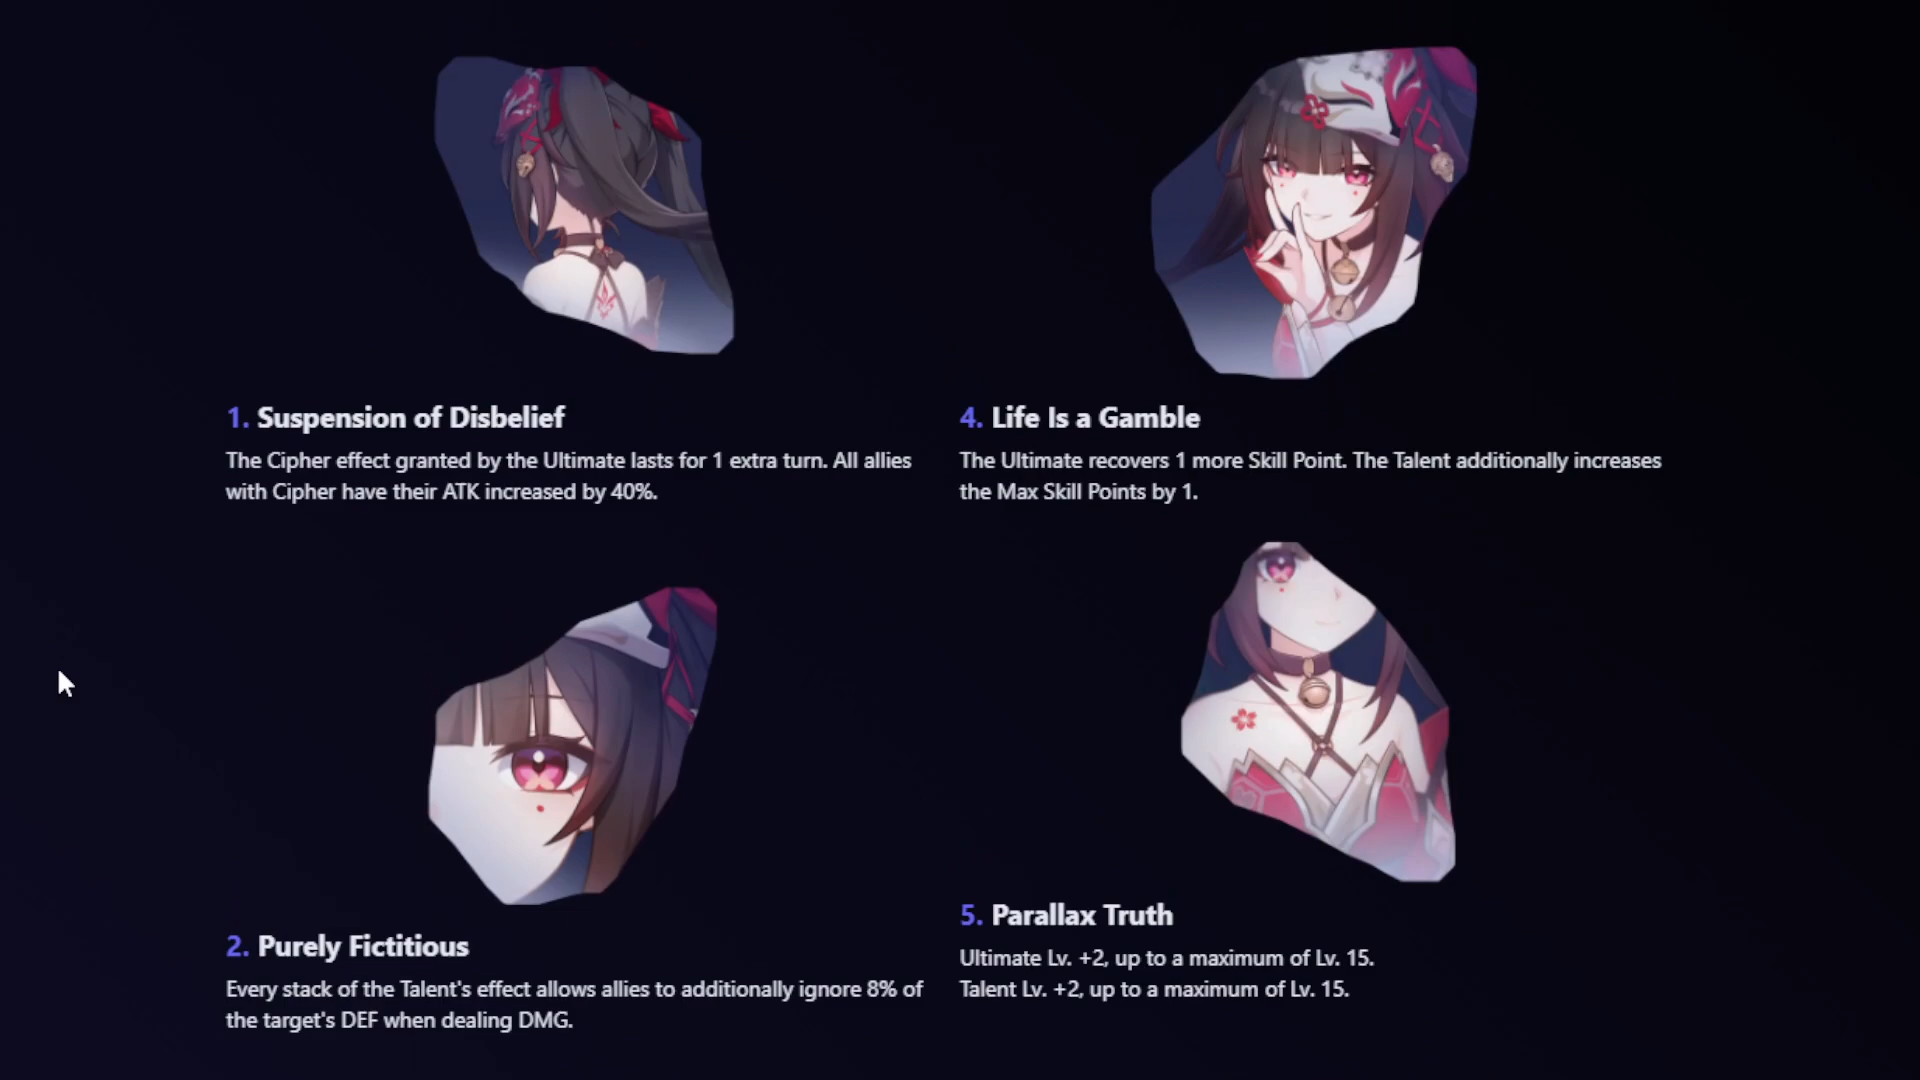 1. Suspension of Disbelief
The Cipher effect granted by the Ultimate lasts for 1 extra turn. All allies
with Cipher have their ATK increased by 40%.
2. Purely Fictitious
Every stack of the Talent's effect allows allies to additionally ignore 8% of
the target's DEF when dealing DMG.
4. Life Is a Gamble
The Ultimate recovers 1 more Skill Point. The Talent additionally increases
the Max Skill Points by 1.
5. Parallax Truth
Ultimate Lv. +2, up to a maximum of Lv. 15.
Talent Lv. +2, up to a maximum of Lv. 15.